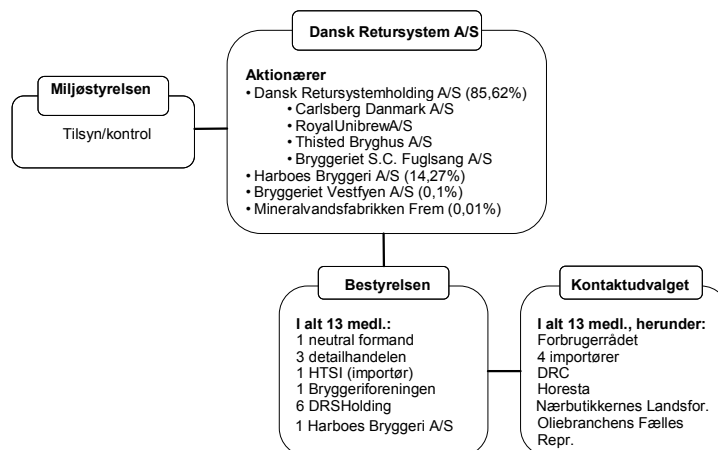 Dansk Retursystem A/S
Aktionærer
• Dansk Retursystemholding A/S (85,62%)
• Carlsberg Danmark A/S
• RoyalUnibrewA/S
• Thisted Bryghus A/S
• Bryggeriet S.C. Fuglsang A/S
• Harboes Bryggeri A/S (14,27%)
• Bryggeriet Vestfyen A/S (0,1%)
• Mineralvandsfabrikken Frem (0,01%)
Miljøstyrelsen
Tilsyn/kontrol
Bestyrelsen
I alt 13 medl.:
1 neutral formand
3 detailhandelen
1 HTSI (importør)
1 Bryggeriforeningen
6 DRSHolding
1 Harboes Bryggeri A/S
Kontaktudvalget
I alt 13 medl., herunder:
Forbrugerrådet
4 importører
DRC
Horesta
Nærbutikkernes Landsfor.
Oliebranchens Fælles
Repr.